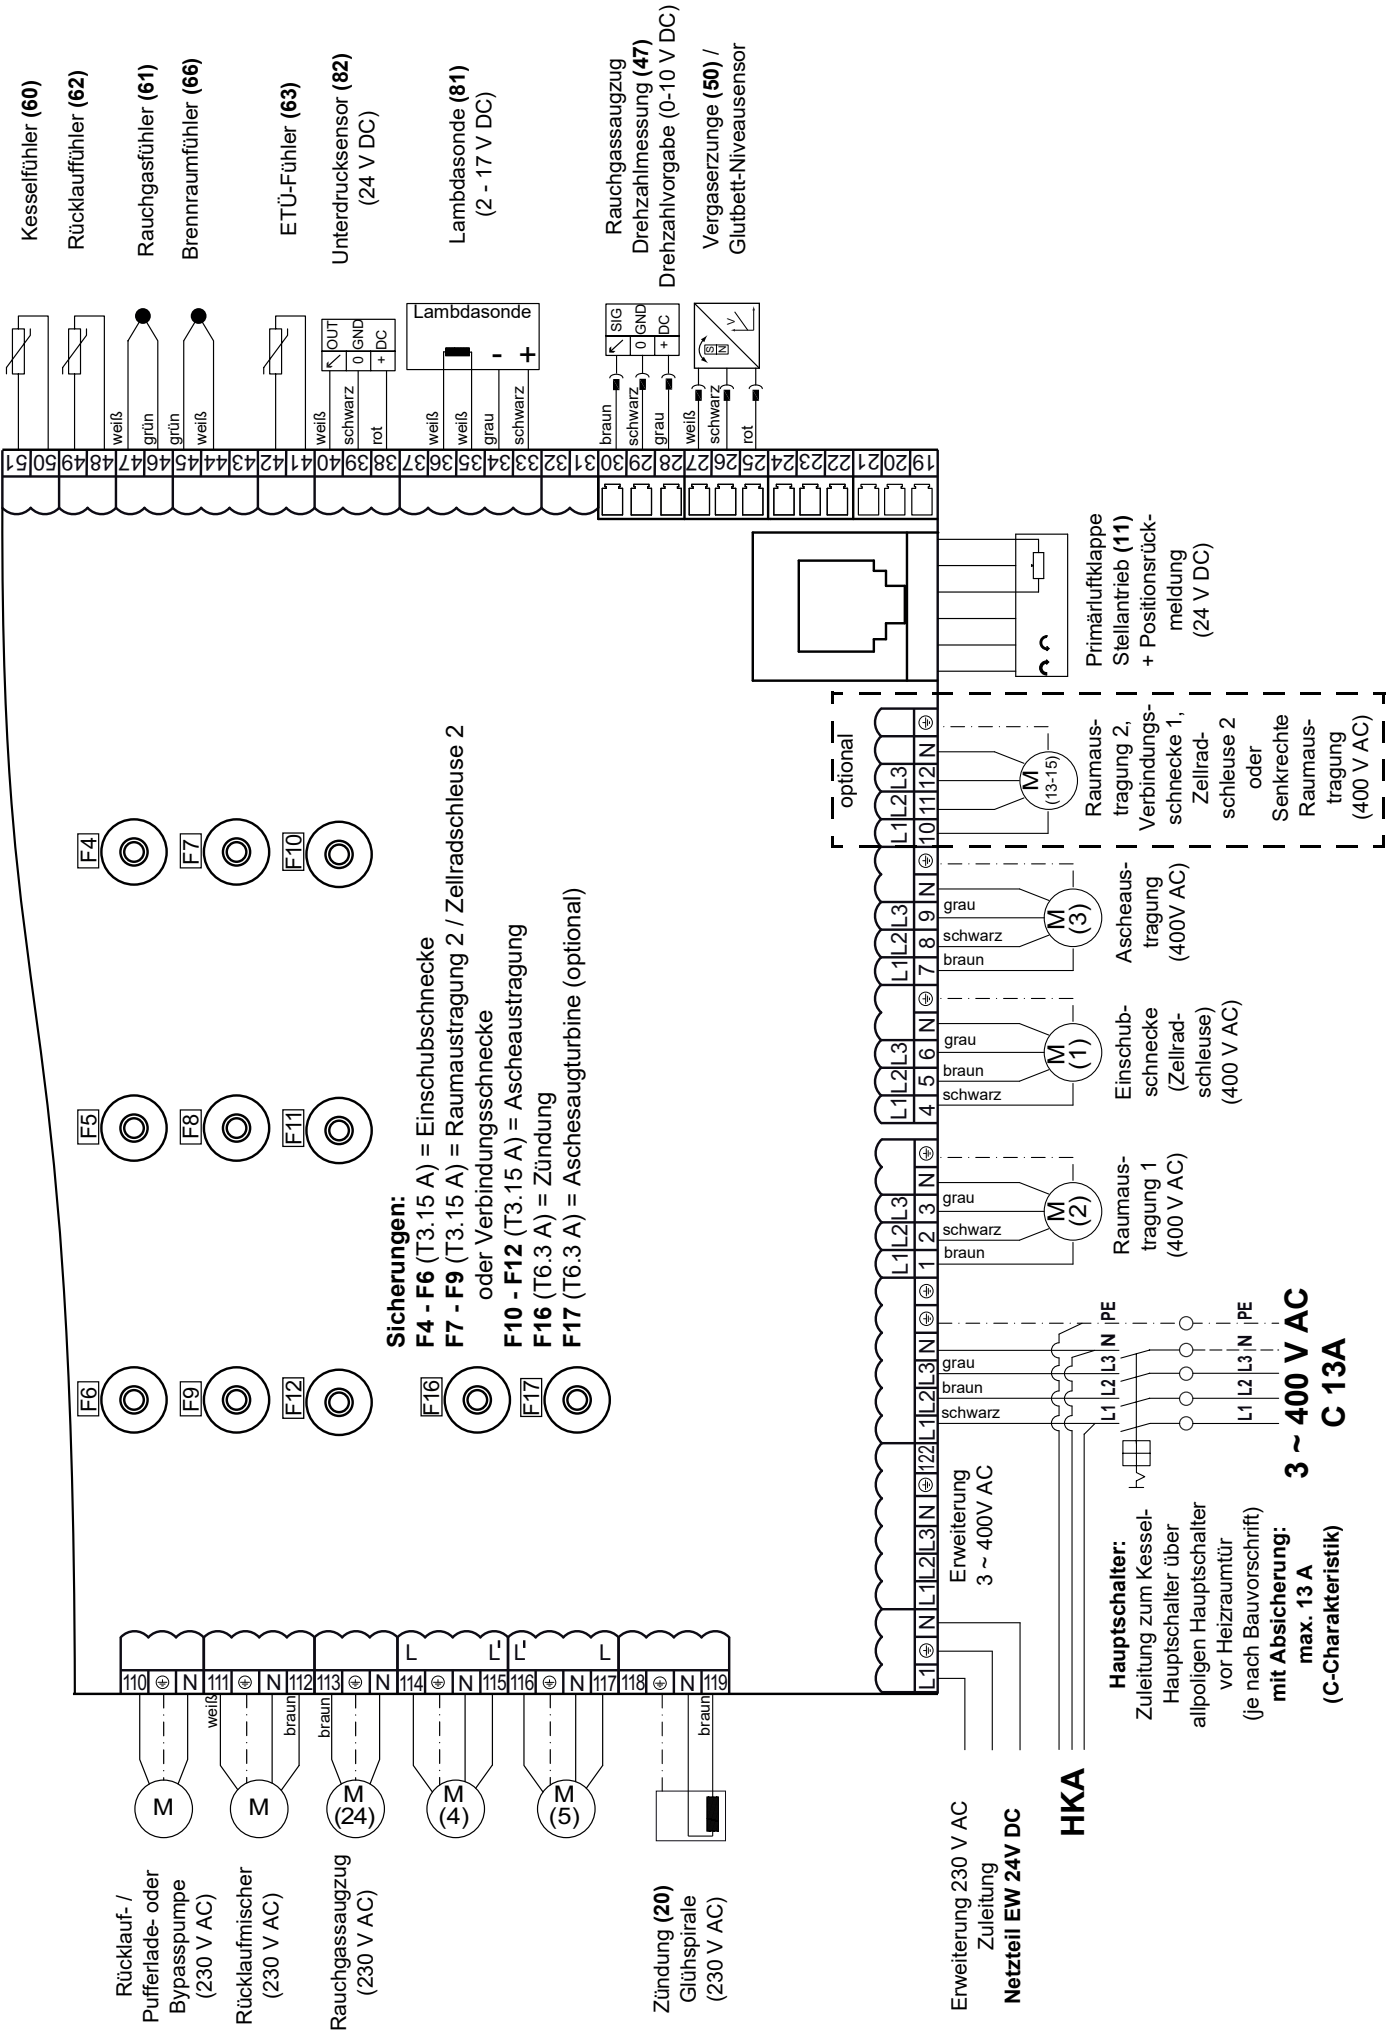 Kesselfühler (60)
Rücklauffühler (62)
Rauchgasfühler (61)
Brennraumfühler (66)
ETÜ-Fühler (63)
Unterdrucksensor (82)
(24 V DC)
Lambdasonde (81)
(2 - 17 V DC)
Rauchgassaugzug
Drehzahlmessung (47)
Drehzahlvorgabe (0-10 V DC)
Vergaserzunge (50) /
Glutbett-Niveausensor
weiß
grün
grün
weiß
weiß
schwarz
rot
OUT
0 GND
+ DC
Lambdasonde
- +
weiß
weiß
grau
schwarz
SIG
0 GND
+ DC
braun
schwarz
grau
S
N
V
weiß
schwarz
rot
51 50 49 48 47 46 45 44 43 42 41 40 39 38 37 36 35 34 33 32 31 30 29 28 27 26 25 24 23 22 21 20 19
F4
F7
F10
F5
F8
F11
F6
F9
F12
F16
F17
Sicherungen:
F4 - F6 (T3.15 A) = Einschubschnecke
F7 - F9 (T3.15 A) = Raumaustragung 2 / Zellradschleuse 2
oder Verbindungsschnecke
F10 - F12 (T3.15 A) = Ascheaustragung
F16 (T6.3 A) = Zündung
F17 (T6.3 A) = Aschesaugturbine (optional)
110 N 111 N 112 113 N 114 N 115 116 N 117 118 N 119
L L' L' L
weiß
braun
braun
braun
M
M
M
(24)
M
(4)
M
(5)
Rücklauf- /
Pufferlade- oder
Bypasspumpe
(230 V AC)
Rücklaufmischer
(230 V AC)
Rauchgassaugzug
(230 V AC)
Zündung (20)
Glühspirale
(230 V AC)
L1 N L1 L2 L3 N 122 L1 L2 L3 N
Erweiterung 230 V AC
Zuleitung
Netzteil EW 24V DC
Erweiterung
3 ~ 400V AC
HKA
schwarz
braun
grau
L1 L2 L3 N PE
L1 L2 L3 N PE
3 ~ 400 V AC
C 13A
Hauptschalter:
Zuleitung zum Kessel-
Hauptschalter über
allpoligen Hauptschalter
vor Heizraumtür
(je nach Bauvorschrift)
mit Absicherung:
max. 13 A
(C-Charakteristik)
L1 L2 L3
1 2 3 N
braun
schwarz
grau
M
(2)
Raumaus-
tragung 1
(400 V AC)
L1 L2 L3
4 5 6 N
schwarz
braun
grau
M
(1)
Einschub-
schnecke
(Zellrad-
schleuse)
(400 V AC)
L1 L2 L3
7 8 9 N
braun
schwarz
grau
M
(3)
Ascheaus-
tragung
(400V AC)
optional
L1 L2 L3
10 11 12 N
M
(13-15)
Raumaus-
tragung 2,
Verbindungs-
schnecke 1,
Zellrad-
schleuse 2
oder
Senkrechte
Raumaus-
tragung
(400 V AC)
Primärluftklappe
Stellantrieb (11)
+ Positionsrück-
meldung
(24 V DC)